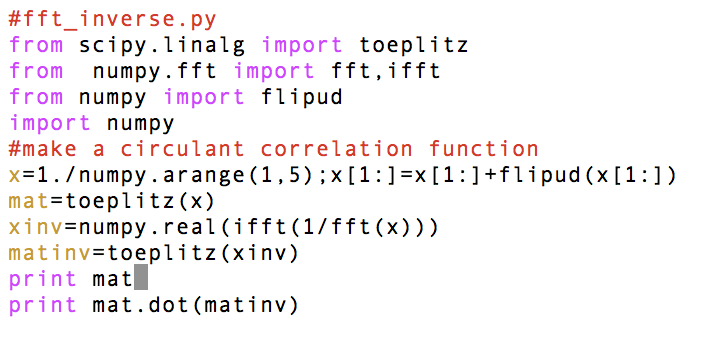 #fft_inverse.py
from scipy.linalg import toeplitz
from  numpy.fft import fft,ifft
from numpy import flipud
import numpy
#make a circulant correlation function
x=1./numpy.arange(1,5);x[1:]=x[1:]+flipud(x[1:])
mat=toeplitz(x)
xinv=numpy.real(ifft(1/fft(x)))
matinv=toeplitz(xinv)
print mat
print mat.dot(matinv)